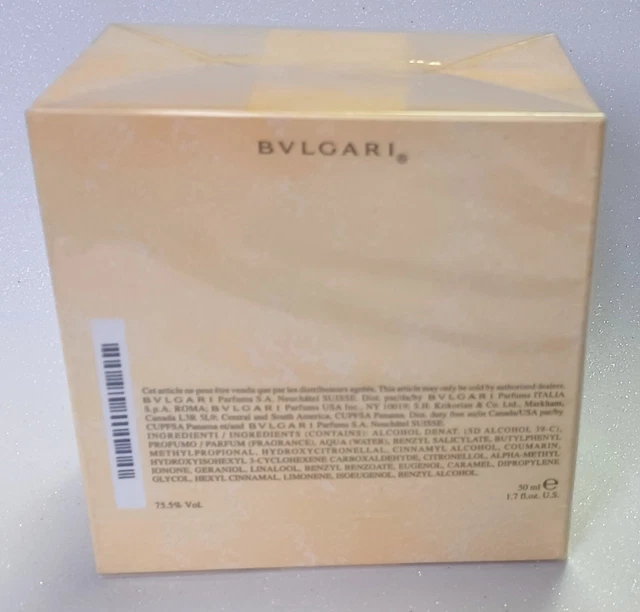 BVLGARI®
Cet article ne peut être vendu que par les distributeurs agréés. This article may only be sold by authorized dealers.
BVLGARI Parfums S.A. Neuchâtel SUISSE. Dist. par/da/by BVLGARI Parfums ITALIA
S.p.A. ROMA; BVLGARI Parfums USA Inc. NY 10019; S.H. Krikorian & Co. Ltd., Markham,
Canada L3R 5L9; Central and South America, CUPFSA Panama. Dist. duty free Canada/USA par/by
CUPFSA Panama et/and BVLGARI Parfums S.A. Neuchâtel SUISSE.
INGREDIENTI / INGREDIENTS (CONTAINS: ALCOHOL DENAT. (SD ALCOHOL 39-C),
PROFUMO / PARFUM (FRAGRANCE), AQUA (WATER), BENZYL SALICYLATE, BUTYLPHENYL
METHYLPROPIONAL, HYDROXYCITRONELLAL, CINNAMYL ALCOHOL, COUMARIN,
HYDROXYISOHEXYL 3-CYCLOHEXENE CARBOXALDEHYDE, CITRONELLOL, ALPHA-METHYL
IONONE, GERANIOL, LINALOOL, BENZYL BENZOATE, EUGENOL, CARAMEL, DIPROPYLENE
GLYCOL, HEXYL CINNAMAL, LIMONENE, ISOEUGENOL, BENZYL ALCOHOL.
75.5% Vol.
50 ml ℮
1.7 fl.oz. U.S.